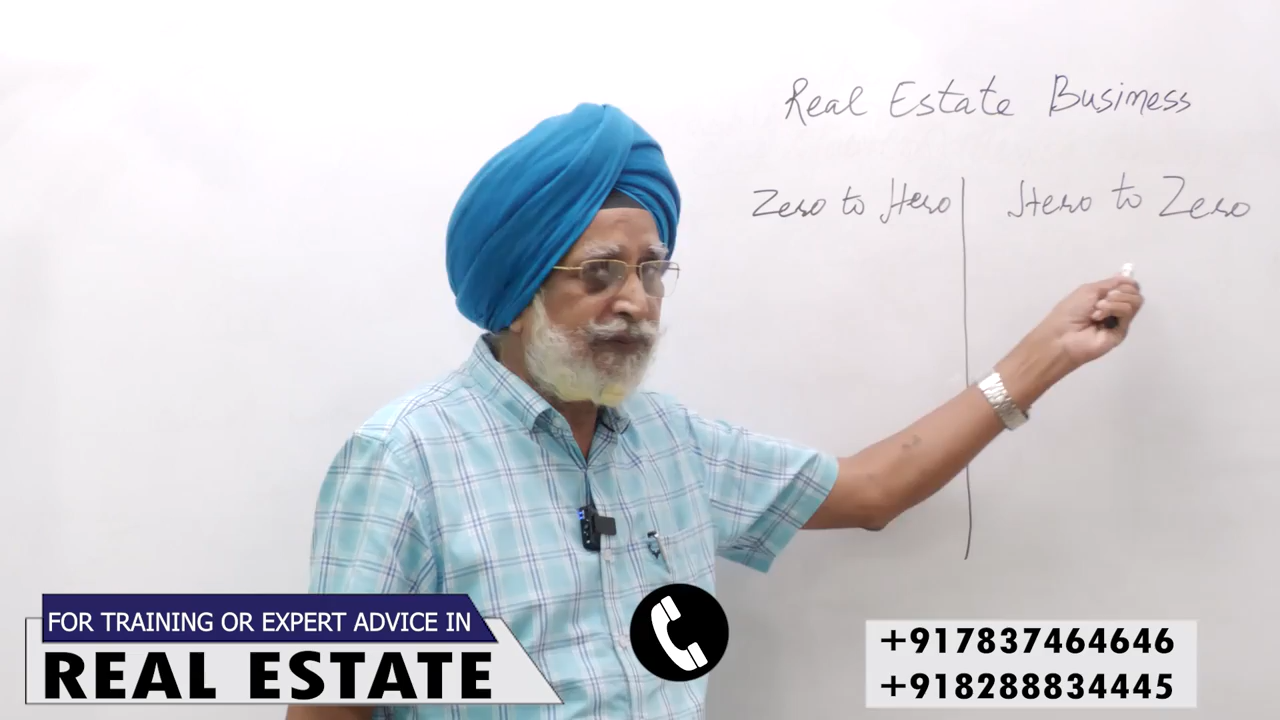 Real Estate Business
Zero to Hero
Hero to Zero
FOR TRAINING OR EXPERT ADVICE IN
REAL ESTATE
+917837464646
+918288834445